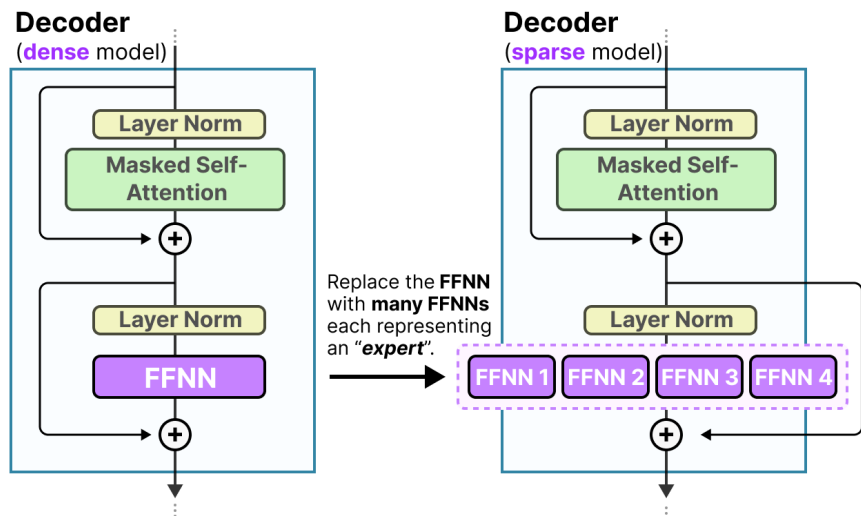 Decoder
(dense model)
Layer Norm
Masked Self-
Attention
+
Layer Norm
FFNN
+
Replace the FFNN
with many FFNNs
each representing
an “expert”.
Decoder
(sparse model)
Layer Norm
Masked Self-
Attention
+
Layer Norm
FFNN 1
FFNN 2
FFNN 3
FFNN 4
+